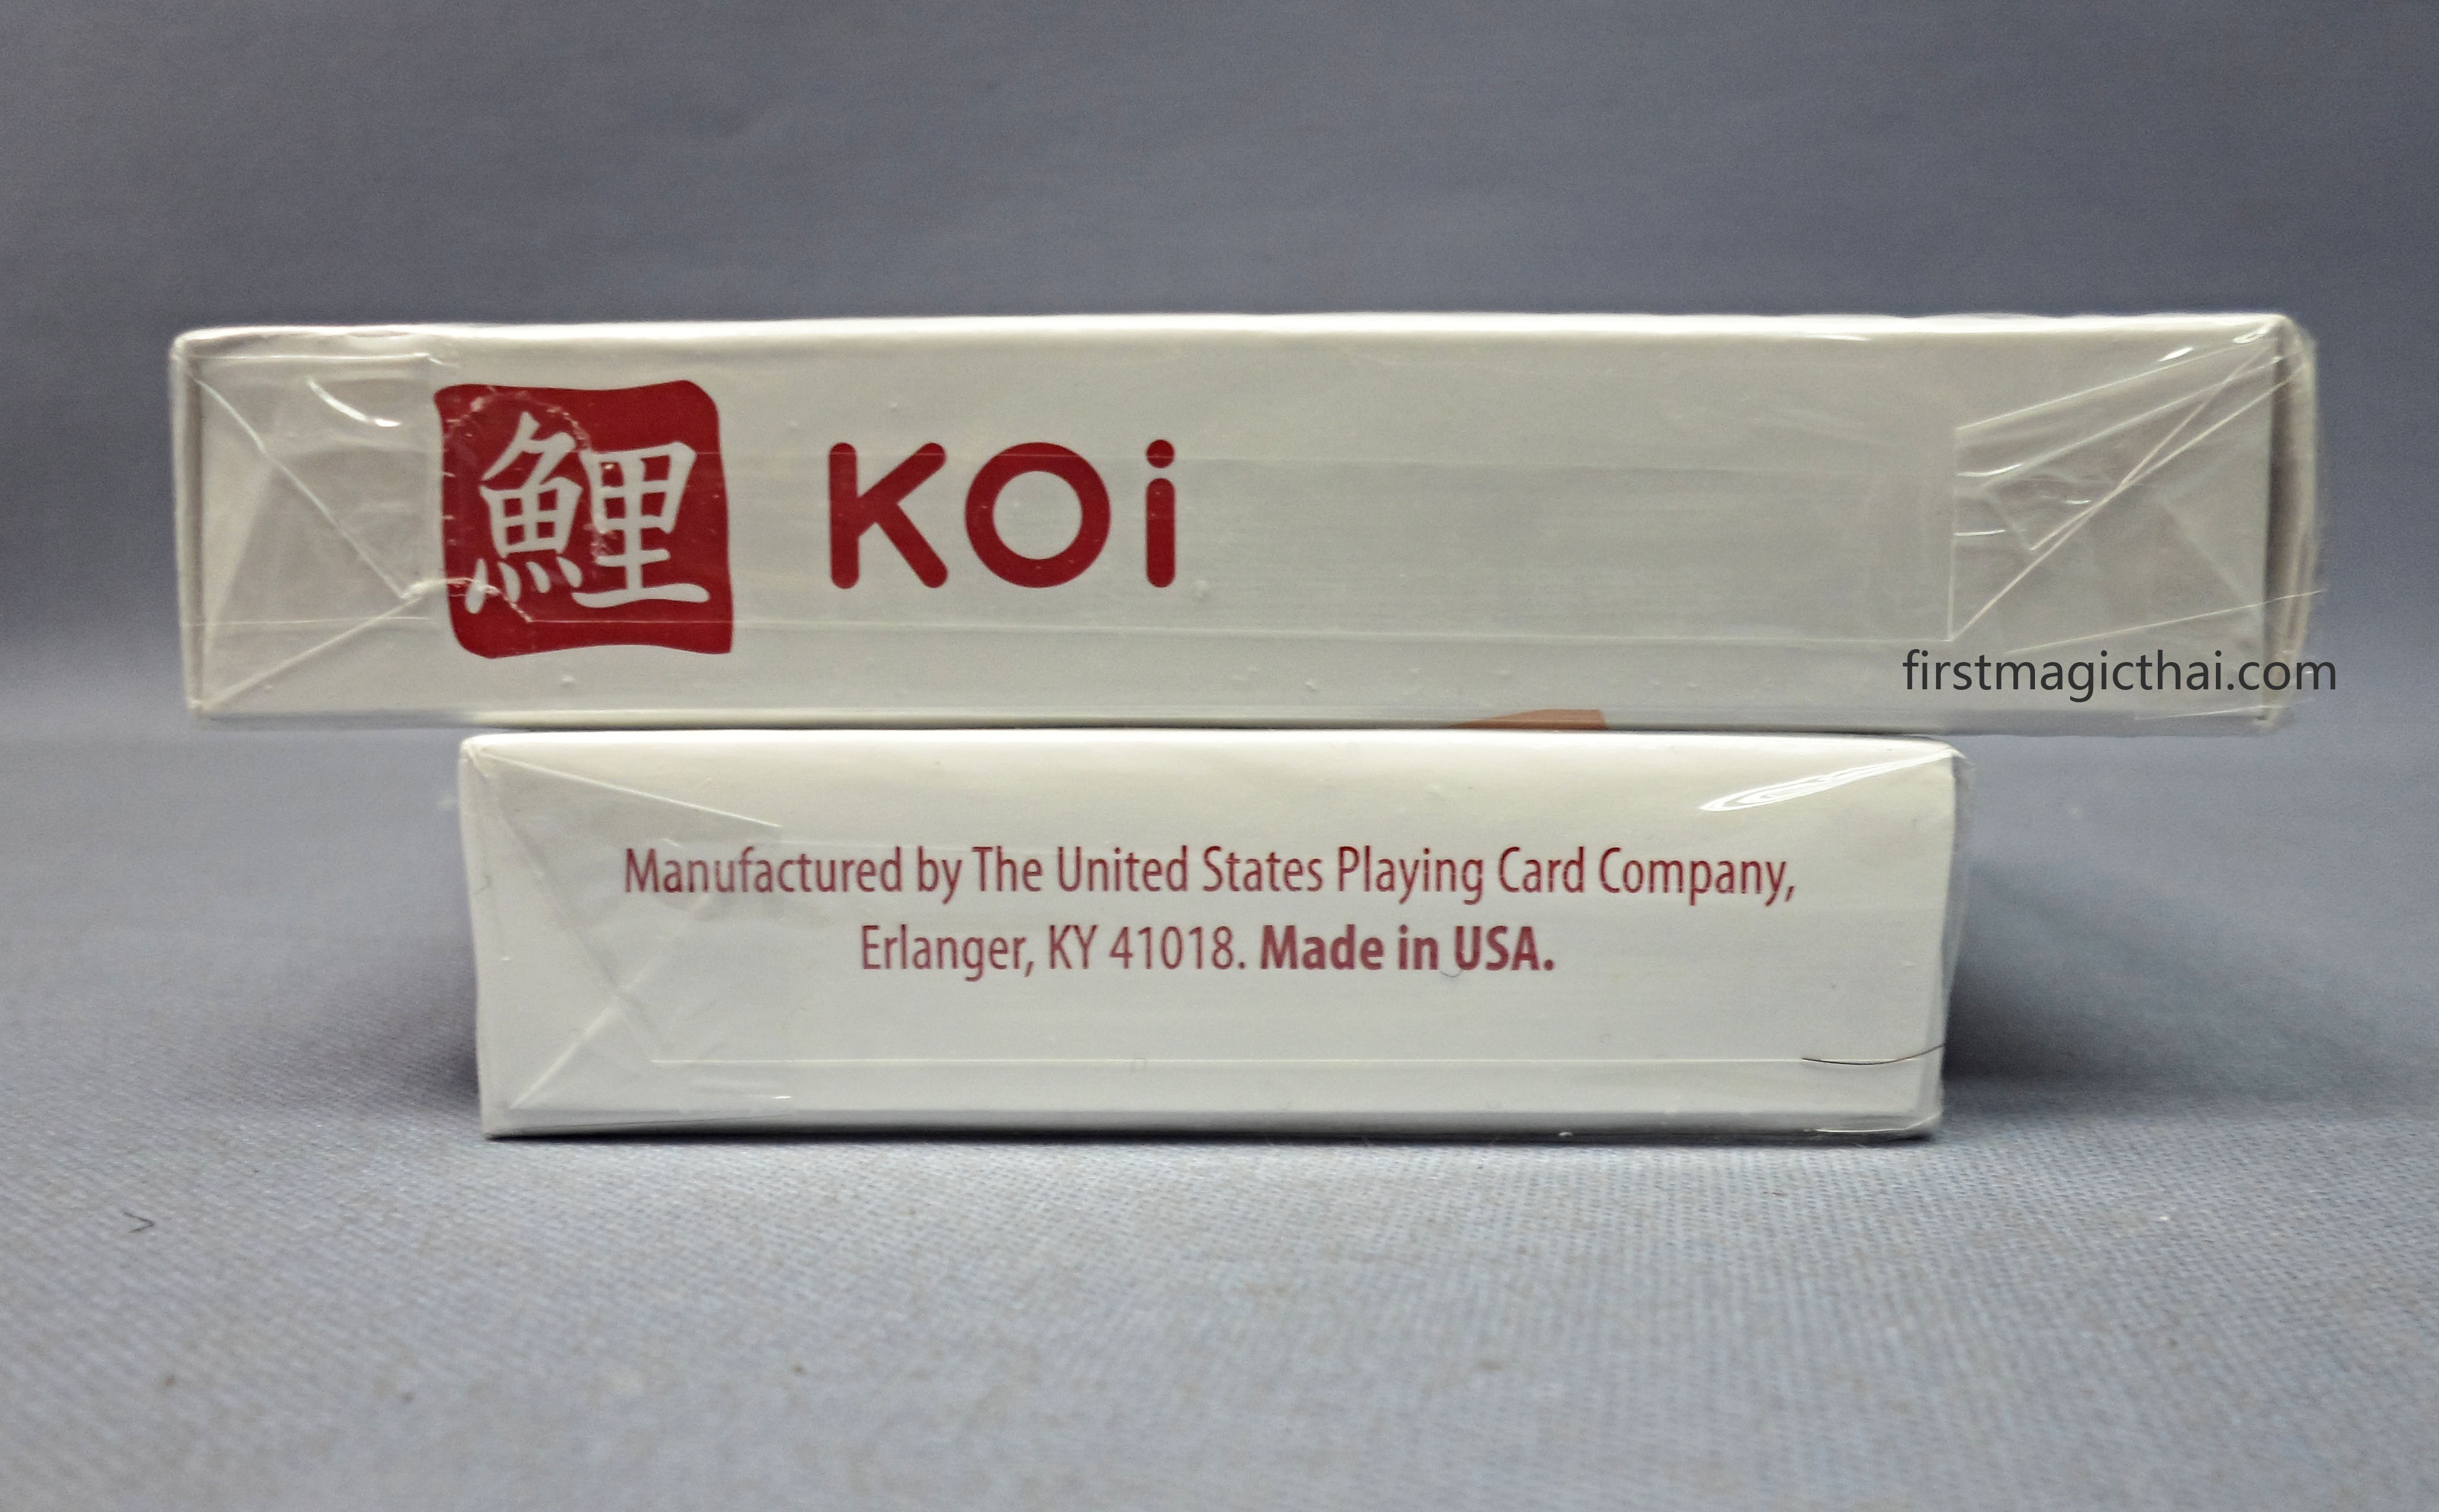 鯉 KOi
firstmagicthai.com
Manufactured by The United States Playing Card Company,
Erlanger, KY 41018. Made in USA.